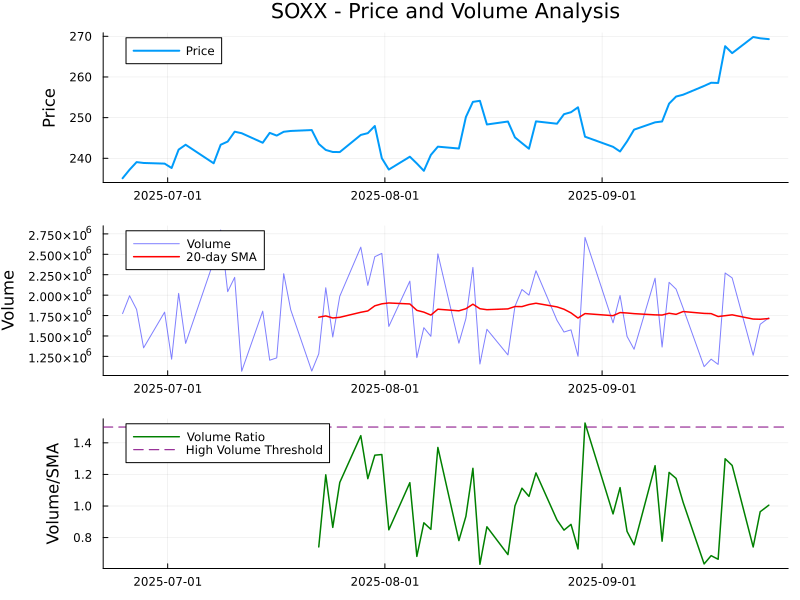 SOXX - Price and Volume Analysis
Price
270
260
250
240
Price
2025-07-01
2025-08-01
2025-09-01
Volume
2.750×10⁶
2.500×10⁶
2.250×10⁶
2.000×10⁶
1.750×10⁶
1.500×10⁶
1.250×10⁶
Volume
20-day SMA
2025-07-01
2025-08-01
2025-09-01
Volume/SMA
1.4
1.2
1.0
0.8
Volume Ratio
High Volume Threshold
2025-07-01
2025-08-01
2025-09-01